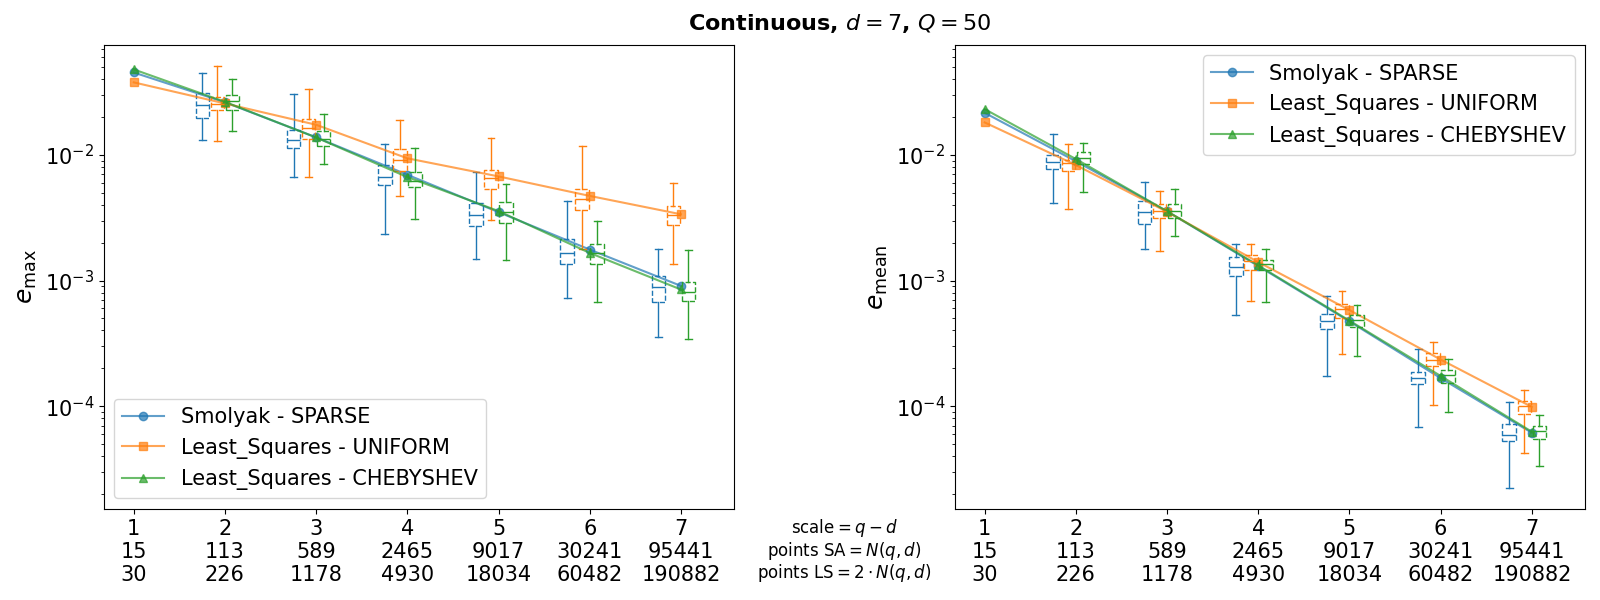 Continuous, d = 7, Q = 50
10⁻²
10⁻³
10⁻⁴
e_max
Smolyak - SPARSE
Least_Squares - UNIFORM
Least_Squares - CHEBYSHEV
1 2 3 4 5 6 7
15 113 589 2465 9017 30241 95441
30 226 1178 4930 18034 60482 190882
scale = q − d
points SA = N(q, d)
points LS = 2 · N(q, d)
10⁻²
10⁻³
10⁻⁴
e_mean
Smolyak - SPARSE
Least_Squares - UNIFORM
Least_Squares - CHEBYSHEV
1 2 3 4 5 6 7
15 113 589 2465 9017 30241 95441
30 226 1178 4930 18034 60482 190882